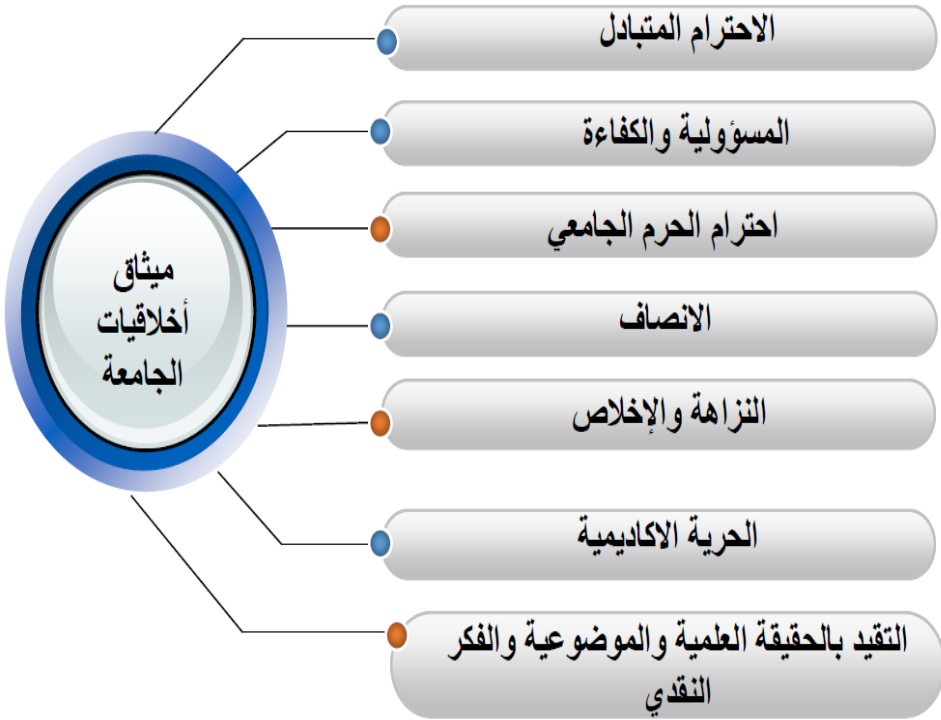 الاحترام المتبادل
المسؤولية والكفاءة
احترام الحرم الجامعي
الانصاف
النزاهة والإخلاص
الحرية الاكاديمية
التقيد بالحقيقة العلمية والموضوعية والفكر
النقدي
ميثاق
أخلاقيات
الجامعة